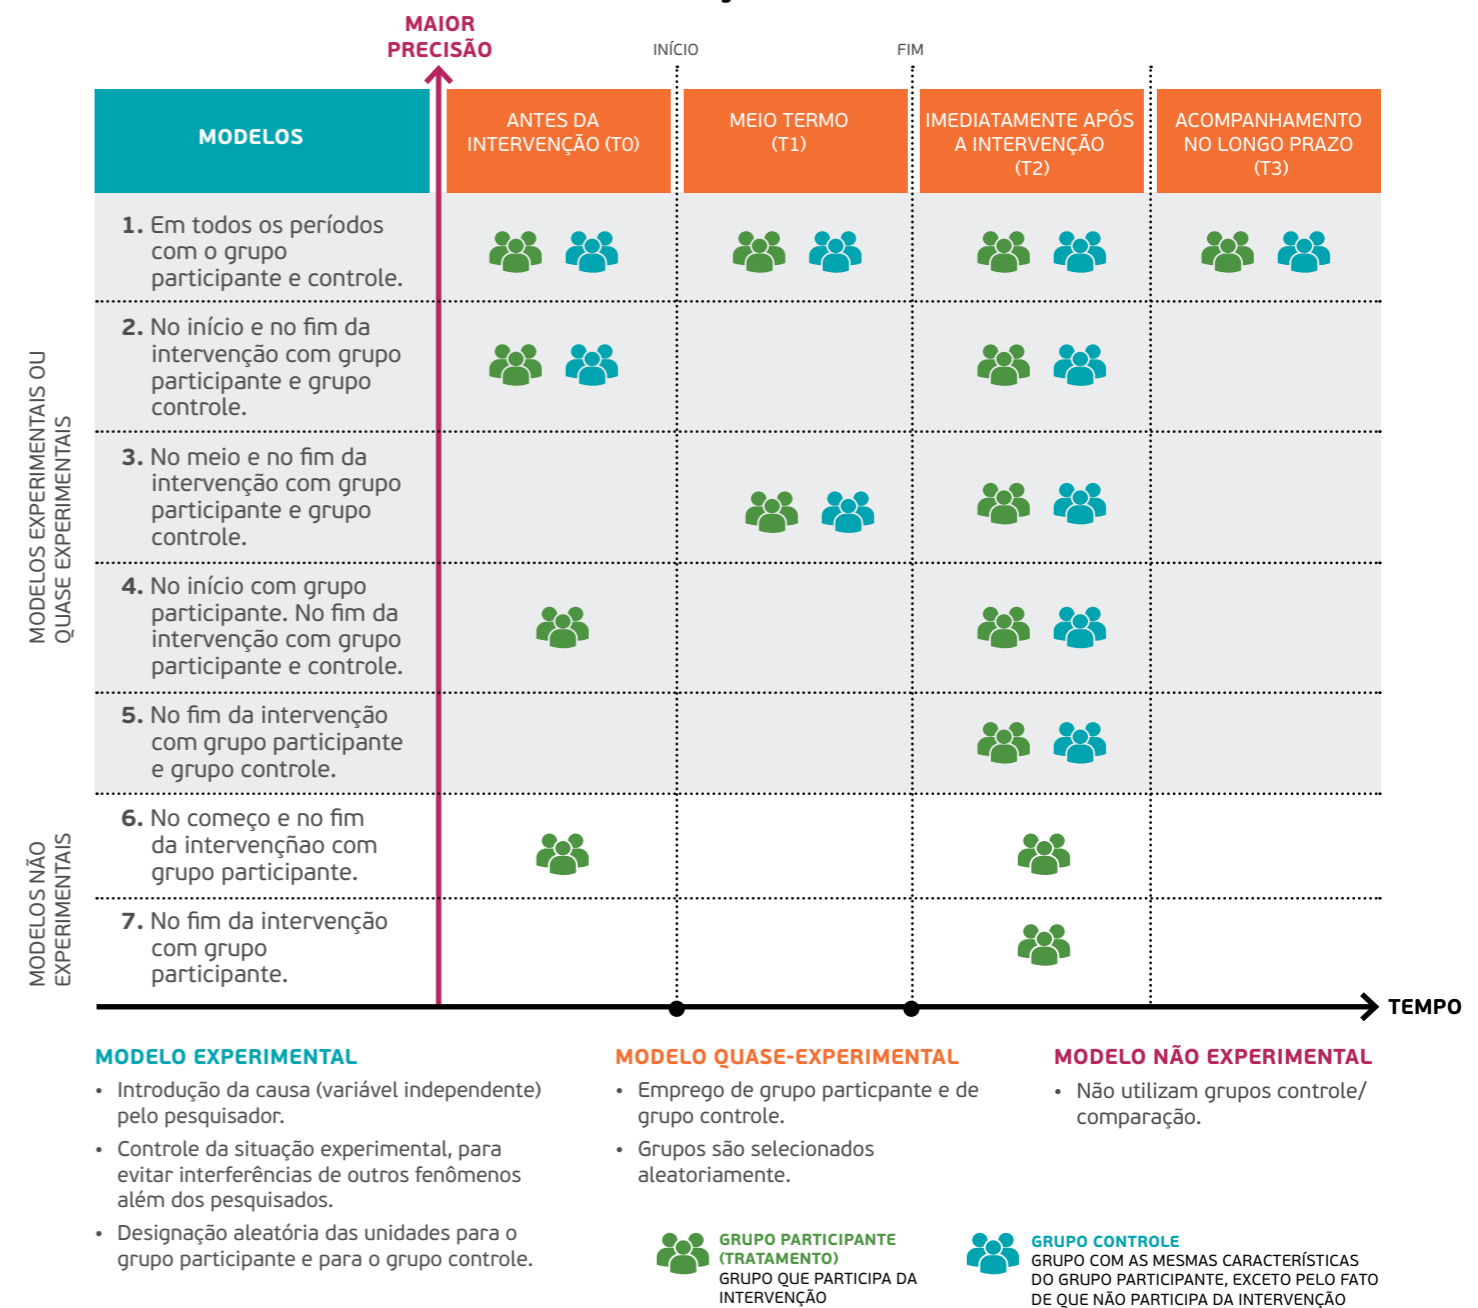 MAIOR
PRECISÃO
INÍCIO
FIM
MODELOS
ANTES DA
INTERVENÇÃO (T0)
MEIO TERMO
(T1)
IMEDIATAMENTE APÓS
A INTERVENÇÃO
(T2)
ACOMPANHAMENTO
NO LONGO PRAZO
(T3)
MODELOS EXPERIMENTAIS OU
QUASE EXPERIMENTAIS
1. Em todos os períodos
com o grupo
participante e controle.
2. No início e no fim da
intervenção com grupo
participante e grupo
controle.
3. No meio e no fim da
intervenção com grupo
participante e grupo
controle.
4. No início com grupo
participante. No fim da
intervenção com grupo
participante e controle.
5. No fim da intervenção
com grupo participante
e grupo controle.
MODELOS NÃO
EXPERIMENTAIS
6. No começo e no fim
da intervençñao com
grupo participante.
7. No fim da intervenção
com grupo
participante.
TEMPO
MODELO EXPERIMENTAL
• Introdução da causa (variável independente)
pelo pesquisador.
• Controle da situação experimental, para
evitar interferências de outros fenômenos
além dos pesquisados.
• Designação aleatória das unidades para o
grupo participante e para o grupo controle.
MODELO QUASE-EXPERIMENTAL
• Emprego de grupo particpante e de
grupo controle.
• Grupos são selecionados
aleatoriamente.
MODELO NÃO EXPERIMENTAL
• Não utilizam grupos controle/
comparação.
GRUPO PARTICIPANTE
(TRATAMENTO)
GRUPO QUE PARTICIPA DA
INTERVENÇÃO
GRUPO CONTROLE
GRUPO COM AS MESMAS CARACTERÍSTICAS
DO GRUPO PARTICIPANTE, EXCETO PELO FATO
DE QUE NÃO PARTICIPA DA INTERVENÇÃO